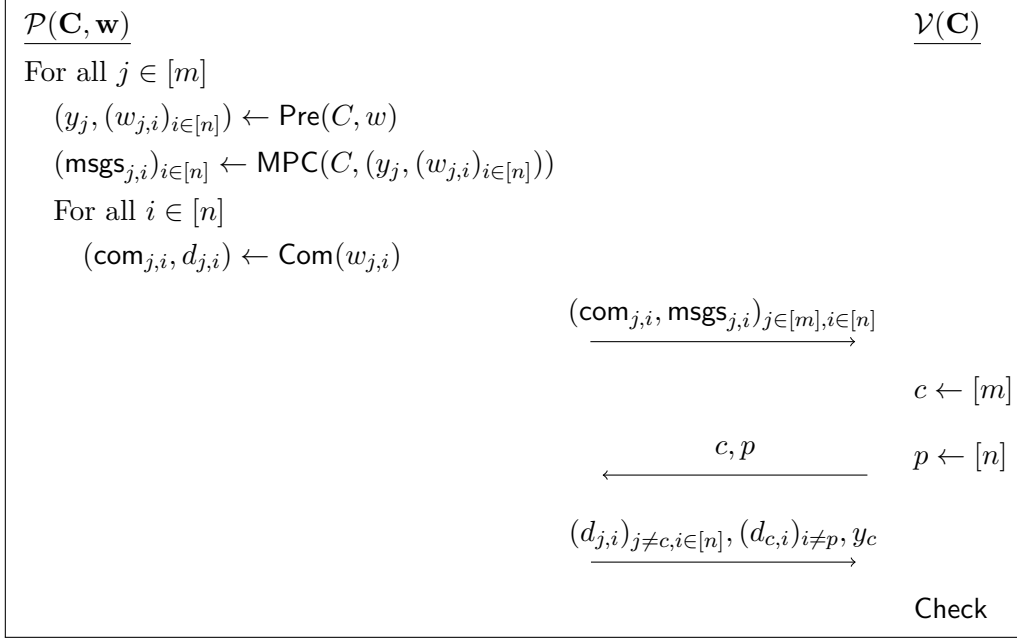 𝒫(𝐂, 𝐰) 𝒱(𝐂)
For all j ∈ [m]
(y_j, (w_{j,i})_{i∈[n]}) ← Pre(C, w)
(msgs_{j,i})_{i∈[n]} ← MPC(C, (y_j, (w_{j,i})_{i∈[n]}))
For all i ∈ [n]
(com_{j,i}, d_{j,i}) ← Com(w_{j,i})
(com_{j,i}, msgs_{j,i})_{j∈[m],i∈[n]}
c ← [m]
c, p
p ← [n]
(d_{j,i})_{j≠c,i∈[n]}, (d_{c,i})_{i≠p}, y_c
Check